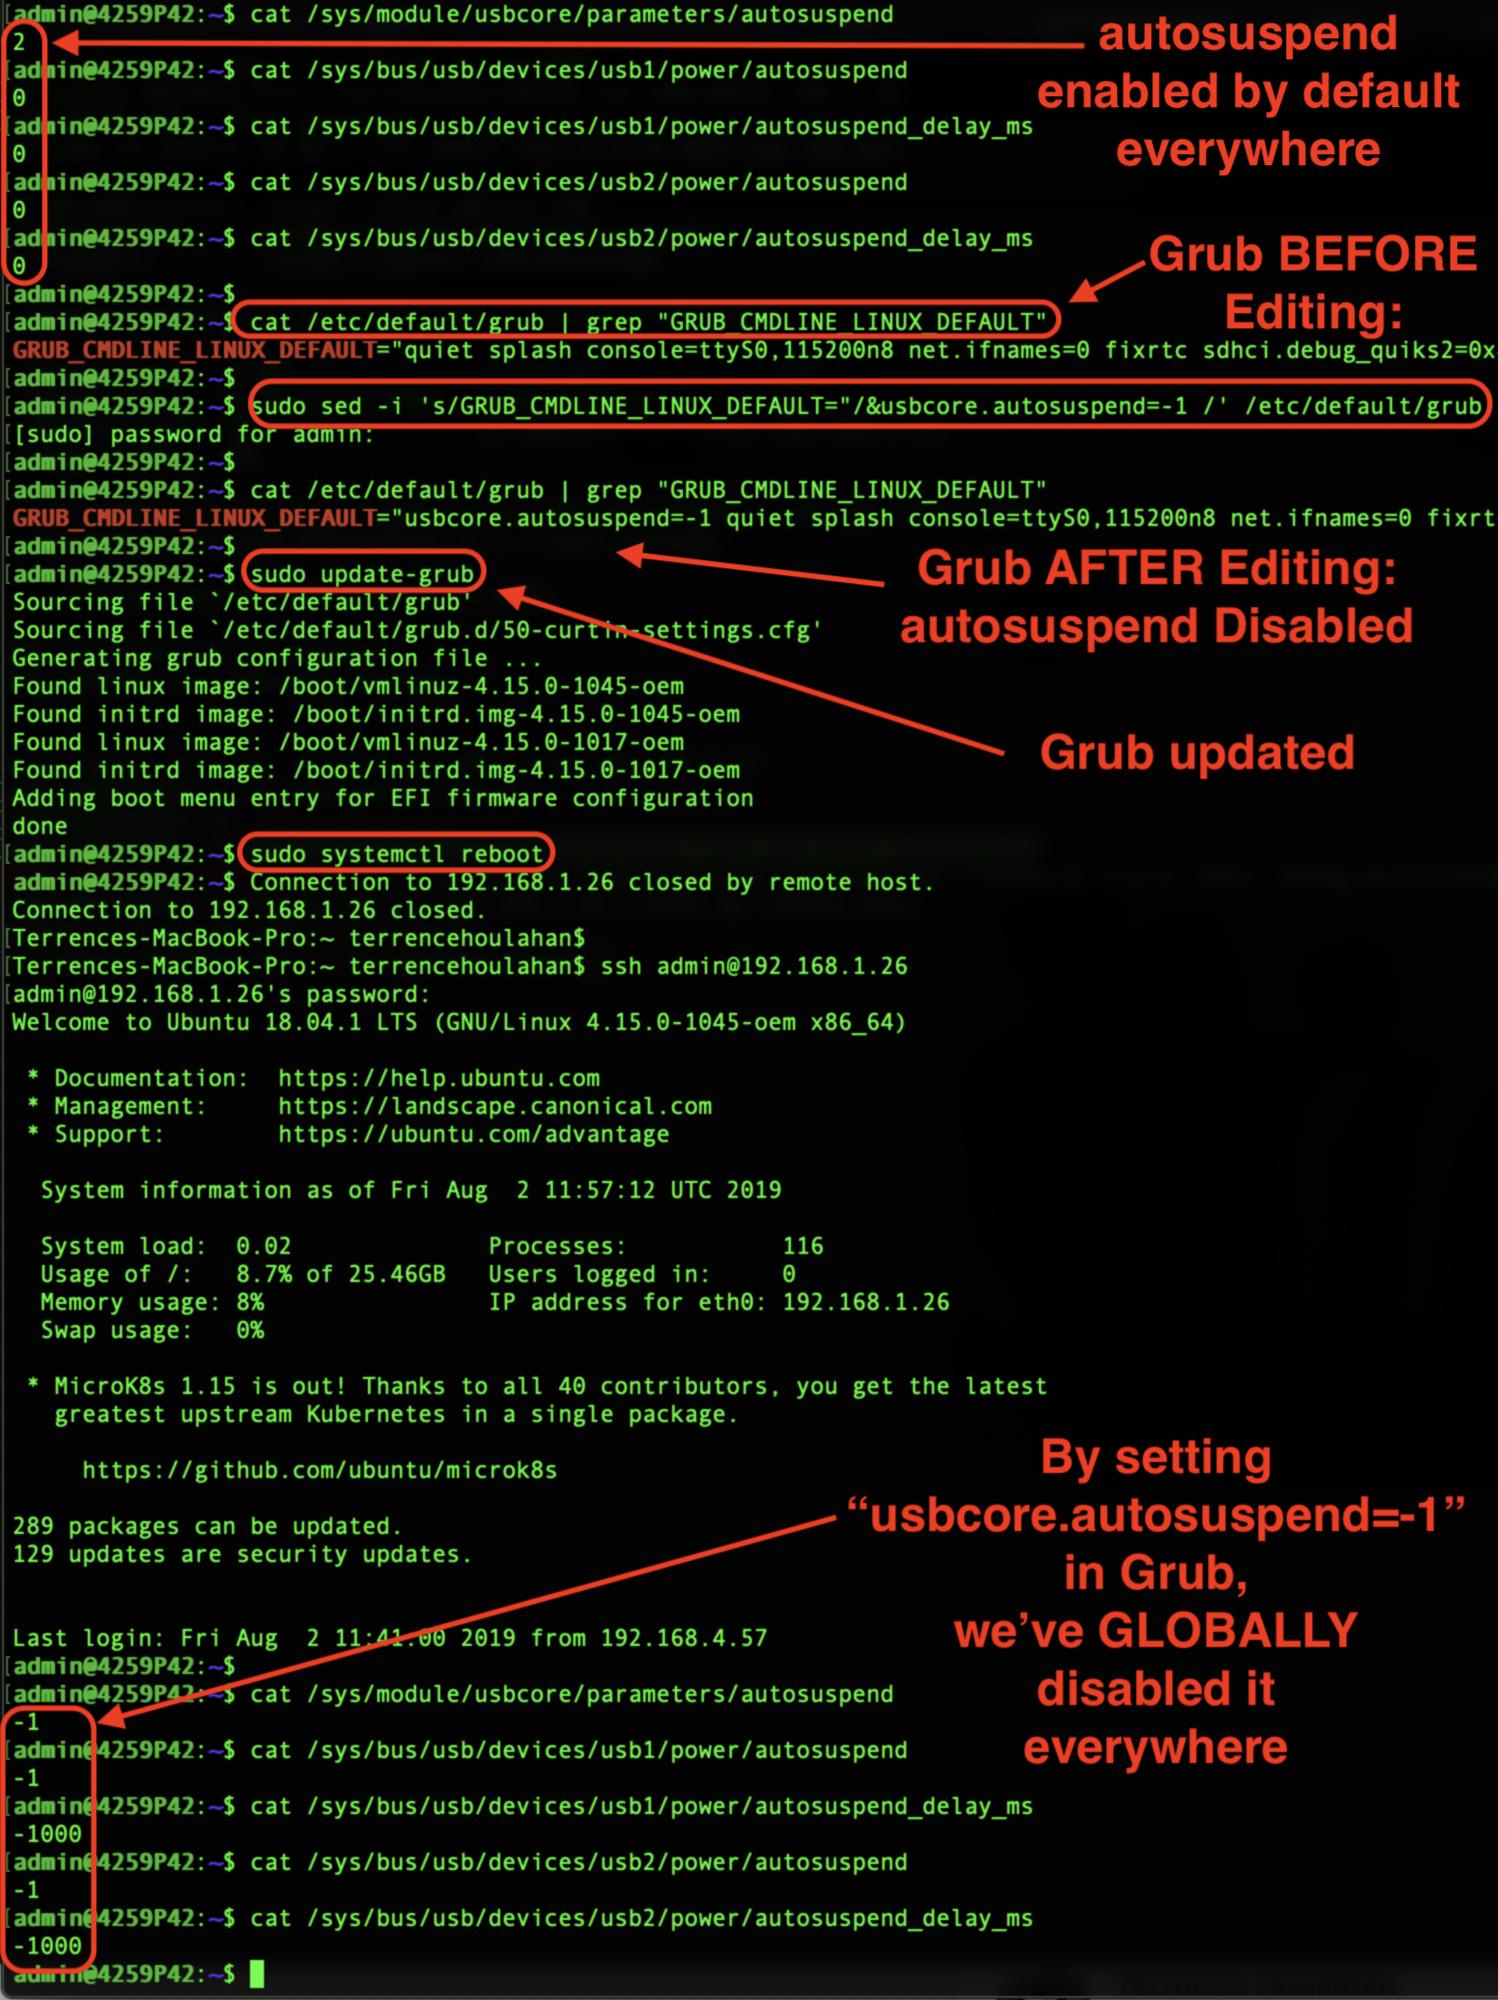 [admin@4259P42:~$ cat /sys/module/usbcore/parameters/autosuspend
2
[admin@4259P42:~$ cat /sys/bus/usb/devices/usb1/power/autosuspend
0
[admin@4259P42:~$ cat /sys/bus/usb/devices/usb1/power/autosuspend_delay_ms
0
[admin@4259P42:~$ cat /sys/bus/usb/devices/usb2/power/autosuspend
0
[admin@4259P42:~$ cat /sys/bus/usb/devices/usb2/power/autosuspend_delay_ms
0
autosuspend
enabled by default
everywhere
[admin@4259P42:~$
[admin@4259P42:~$ cat /etc/default/grub | grep "GRUB_CMDLINE_LINUX_DEFAULT"
GRUB_CMDLINE_LINUX_DEFAULT="quiet splash console=ttyS0,115200n8 net.ifnames=0 fixrtc sdhci.debug_quiks2=0x
Grub BEFORE
Editing:
[admin@4259P42:~$
[admin@4259P42:~$ sudo sed -i 's/GRUB_CMDLINE_LINUX_DEFAULT="/&usbcore.autosuspend=-1 /' /etc/default/grub
[[sudo] password for admin:
[admin@4259P42:~$
[admin@4259P42:~$ cat /etc/default/grub | grep "GRUB_CMDLINE_LINUX_DEFAULT"
GRUB_CMDLINE_LINUX_DEFAULT="usbcore.autosuspend=-1 quiet splash console=ttyS0,115200n8 net.ifnames=0 fixrt
[admin@4259P42:~$
Grub AFTER Editing:
autosuspend Disabled
[admin@4259P42:~$ sudo update-grub
Sourcing file `/etc/default/grub'
Sourcing file `/etc/default/grub.d/50-curtin-settings.cfg'
Generating grub configuration file ...
Found linux image: /boot/vmlinuz-4.15.0-1045-oem
Found initrd image: /boot/initrd.img-4.15.0-1045-oem
Found linux image: /boot/vmlinuz-4.15.0-1017-oem
Found initrd image: /boot/initrd.img-4.15.0-1017-oem
Adding boot menu entry for EFI firmware configuration
done
Grub updated
[admin@4259P42:~$ sudo systemctl reboot
admin@4259P42:~$ Connection to 192.168.1.26 closed by remote host.
Connection to 192.168.1.26 closed.
[Terrences-MacBook-Pro:~ terrencehoulahan$
[Terrences-MacBook-Pro:~ terrencehoulahan$ ssh admin@192.168.1.26
[admin@192.168.1.26's password:
Welcome to Ubuntu 18.04.1 LTS (GNU/Linux 4.15.0-1045-oem x86_64)
* Documentation:  https://help.ubuntu.com
* Management:     https://landscape.canonical.com
* Support:        https://ubuntu.com/advantage
System information as of Fri Aug  2 11:57:12 UTC 2019
System load:  0.02              Processes:           116
Usage of /:   8.7% of 25.46GB   Users logged in:     0
Memory usage: 8%                IP address for eth0: 192.168.1.26
Swap usage:   0%
* MicroK8s 1.15 is out! Thanks to all 40 contributors, you get the latest
greatest upstream Kubernetes in a single package.
https://github.com/ubuntu/microk8s
289 packages can be updated.
129 updates are security updates.
Last login: Fri Aug  2 11:41:00 2019 from 192.168.4.57
By setting
“usbcore.autosuspend=-1”
in Grub,
we’ve GLOBALLY
disabled it
everywhere
[admin@4259P42:~$
[admin@4259P42:~$ cat /sys/module/usbcore/parameters/autosuspend
-1
[admin@4259P42:~$ cat /sys/bus/usb/devices/usb1/power/autosuspend
-1
[admin@4259P42:~$ cat /sys/bus/usb/devices/usb1/power/autosuspend_delay_ms
-1000
[admin@4259P42:~$ cat /sys/bus/usb/devices/usb2/power/autosuspend
-1
[admin@4259P42:~$ cat /sys/bus/usb/devices/usb2/power/autosuspend_delay_ms
-1000
admin@4259P42:~$